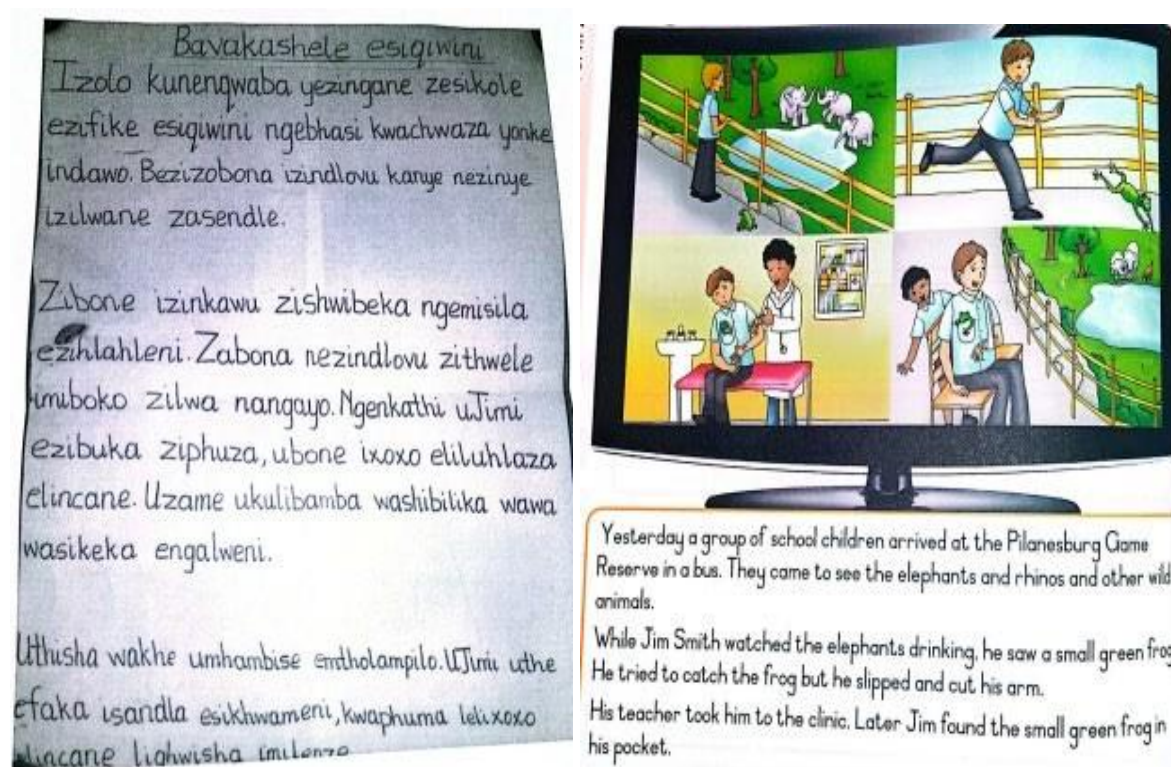 Bavakashele esiqiwini
Izolo kunenqwaba yezingane zesikole
ezifike esiqiwini ngebhasi kwachwaza yonke
indawo. Bezizobona izindlovu kanye nezinye
izilwane zasendle.
Zibone izinkawu zishwibeka ngemisila
ezihlahleni. Zabona nezindlovu zithwele
imiboko zilwa nangayo. Ngenkathi uJimi
ezibuka ziphuza, ubone ixoxo eliluhlaza
elincane. Uzame ukulibamba washibilika wawa
wasikeka engalweni.
Uthisha wakhe umhambise emtholampilo. UJimi uthe
efaka isandla esikhwameni, kwaphuma lelixoxo
elincane liqhwisha imilenze
Yesterday a group of school children arrived at the Pilanesburg Game
Reserve in a bus. They came to see the elephants and rhinos and other wild
animals.
While Jim Smith watched the elephants drinking, he saw a small green frog
He tried to catch the frog but he slipped and cut his arm.
His teacher took him to the clinic. Later Jim found the small green frog in
his pocket.